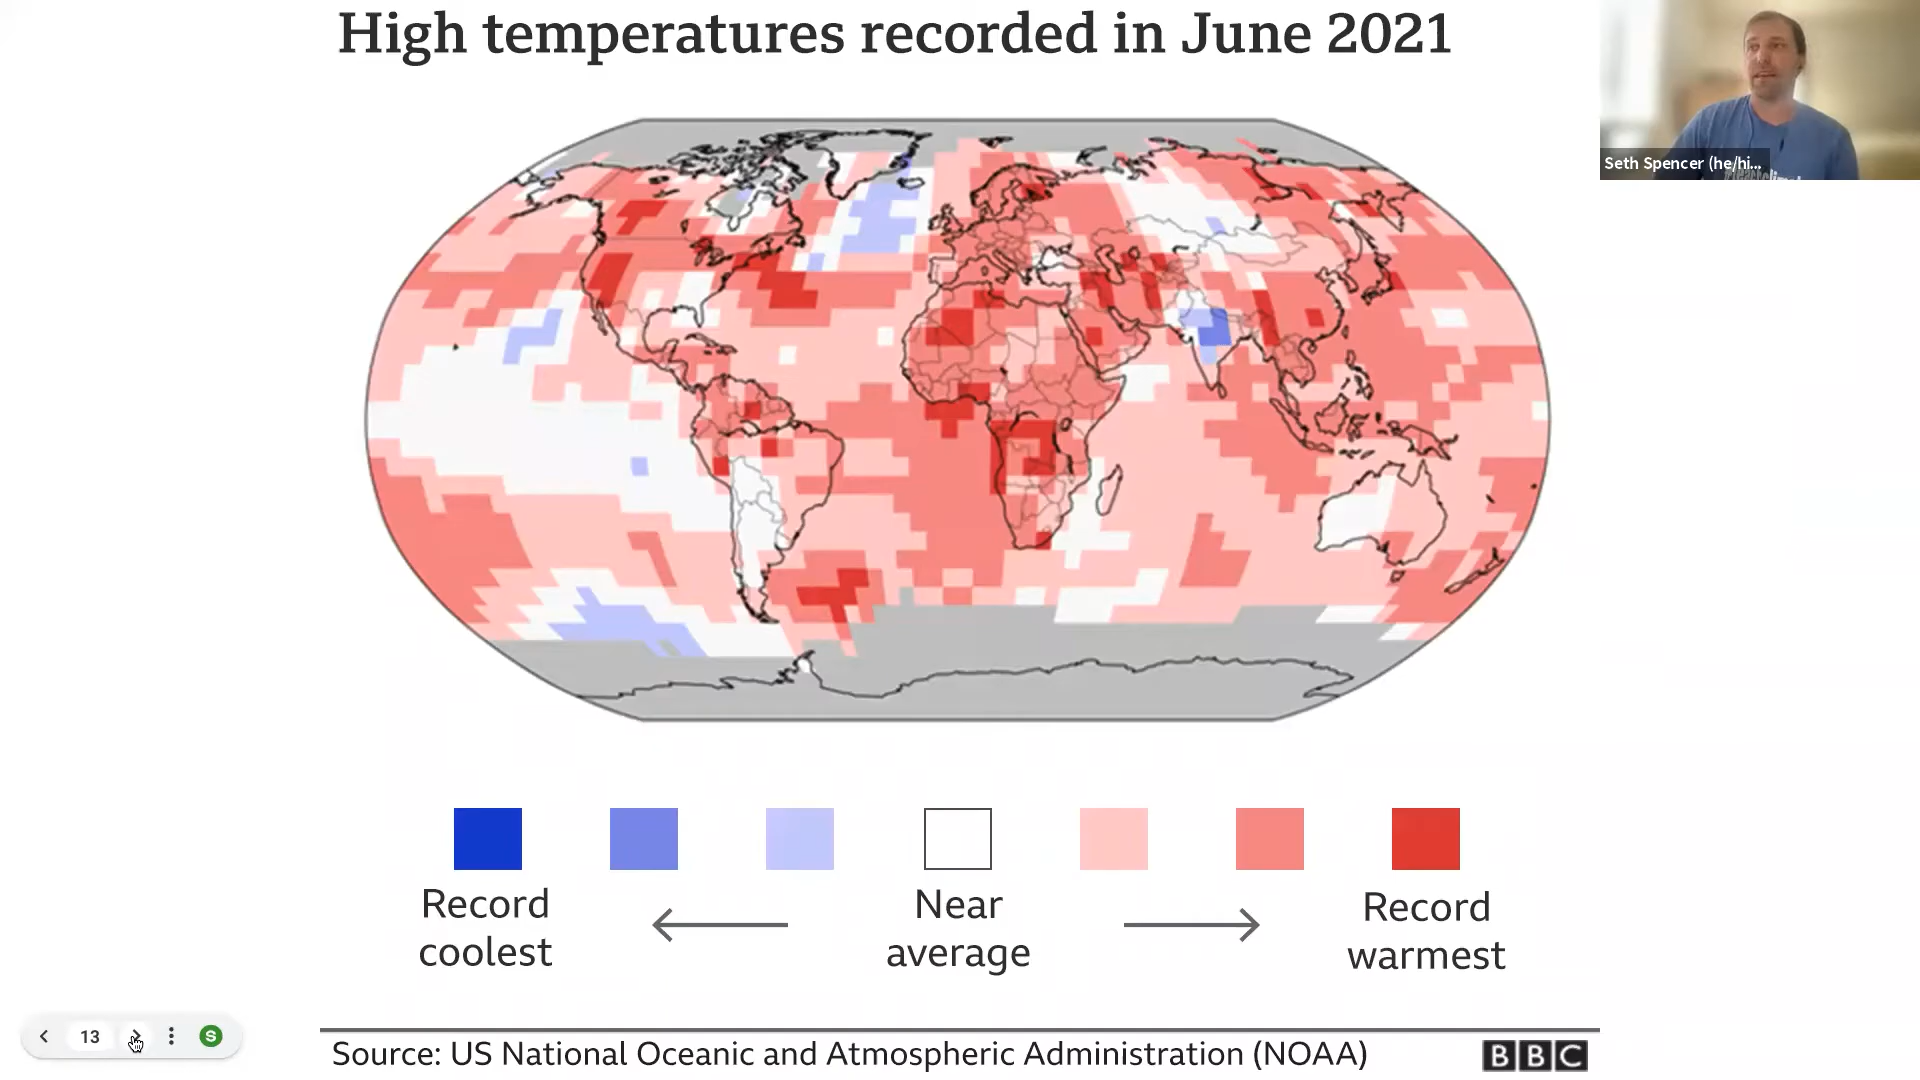 High temperatures recorded in June 2021
Seth Spencer (he/hi...
Record
coolest
Near
average
Record
warmest
13
S
Source: US National Oceanic and Atmospheric Administration (NOAA)
BBC